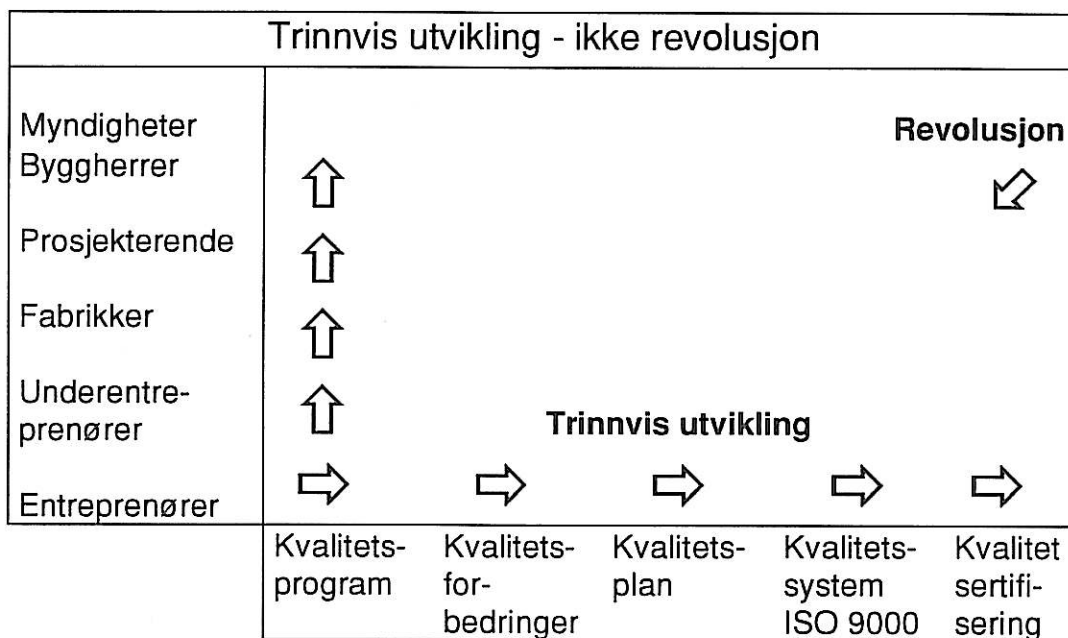 Trinnvis utvikling - ikke revolusjon
Myndigheter
Byggherrer
Revolusjon
Prosjekterende
Fabrikker
Underentre-
prenører
Trinnvis utvikling
Entreprenører
Kvalitets-
program
Kvalitets-
for-
bedringer
Kvalitets-
plan
Kvalitets-
system
ISO 9000
Kvalitet
sertifi-
sering